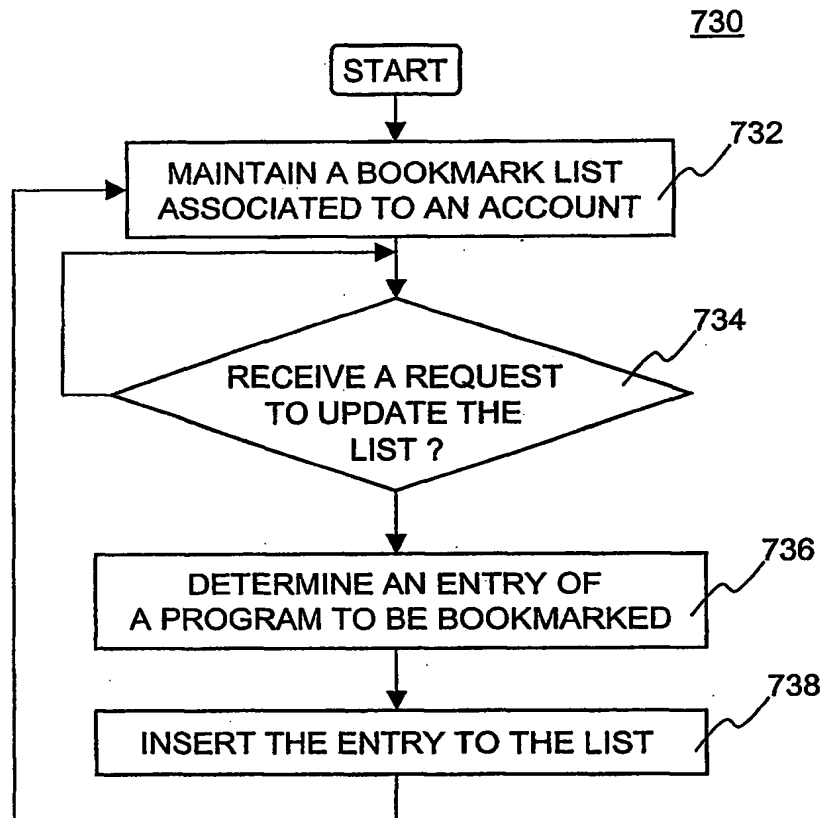 730
START
732
MAINTAIN A BOOKMARK LIST
ASSOCIATED TO AN ACCOUNT
734
RECEIVE A REQUEST
TO UPDATE THE
LIST ?
736
DETERMINE AN ENTRY OF
A PROGRAM TO BE BOOKMARKED
738
INSERT THE ENTRY TO THE LIST